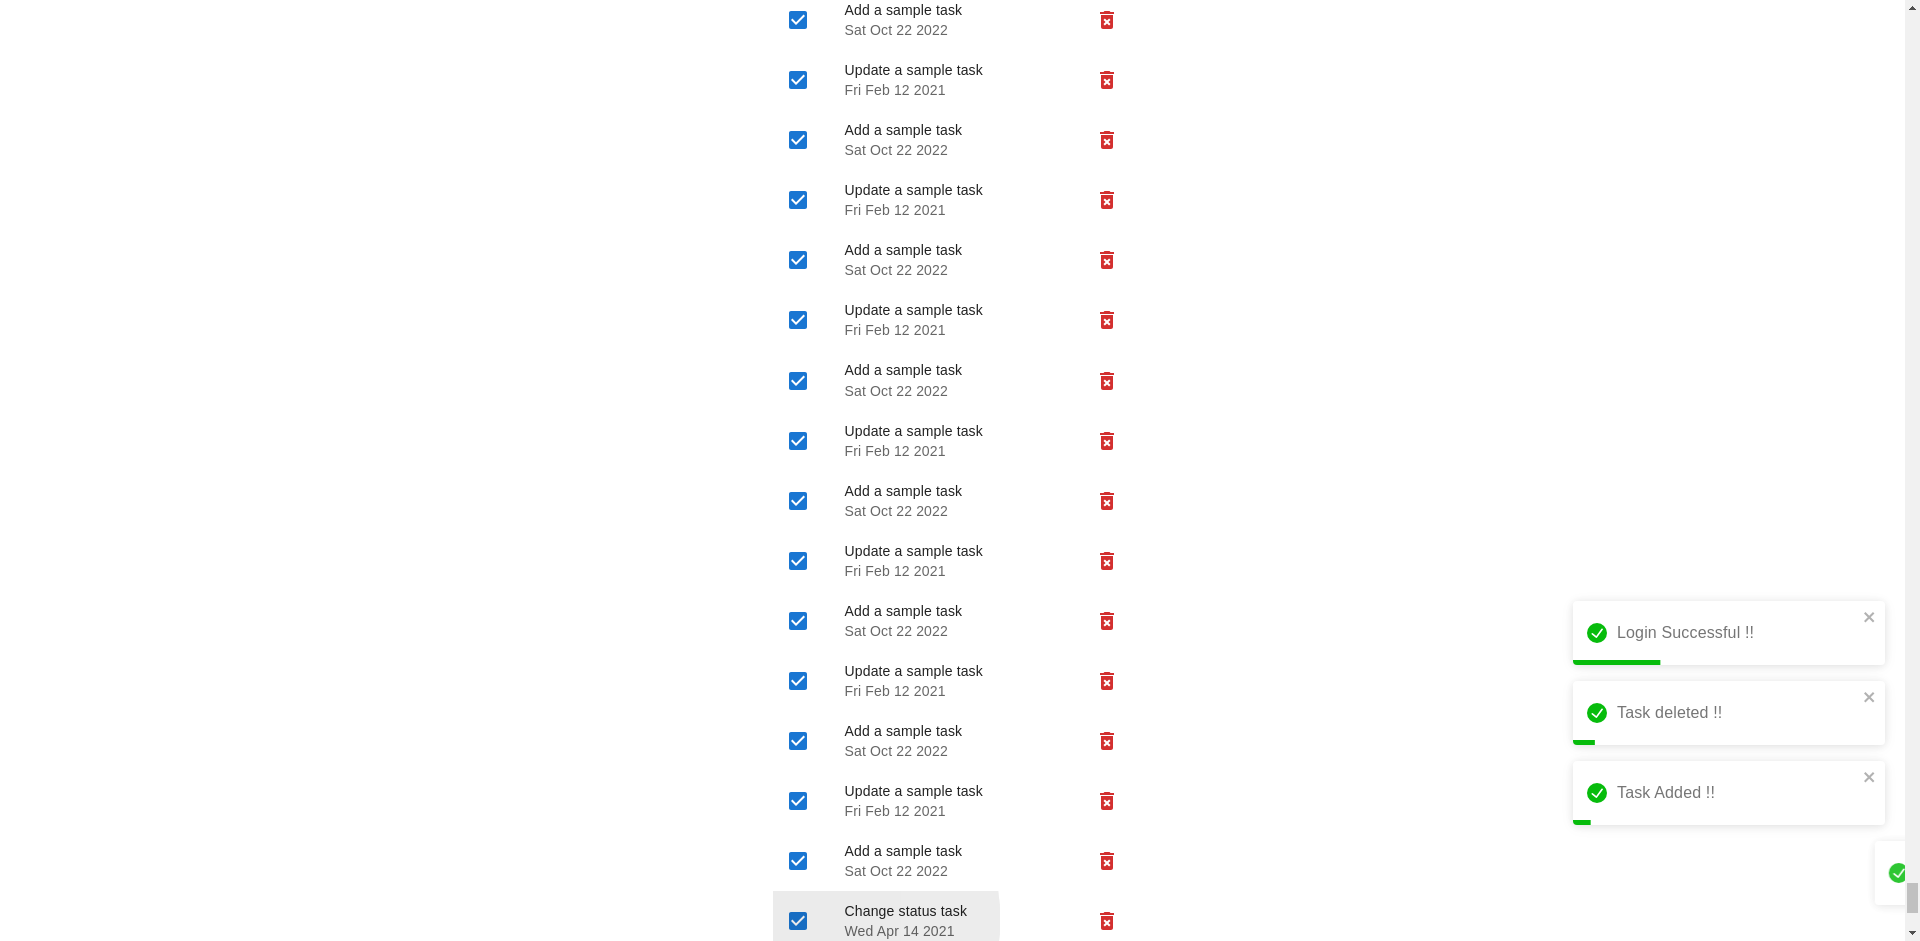 Add a sample task
Sat Oct 22 2022
Update a sample task
Fri Feb 12 2021
Add a sample task
Sat Oct 22 2022
Update a sample task
Fri Feb 12 2021
Add a sample task
Sat Oct 22 2022
Update a sample task
Fri Feb 12 2021
Add a sample task
Sat Oct 22 2022
Update a sample task
Fri Feb 12 2021
Add a sample task
Sat Oct 22 2022
Update a sample task
Fri Feb 12 2021
Add a sample task
Sat Oct 22 2022
Update a sample task
Fri Feb 12 2021
Add a sample task
Sat Oct 22 2022
Update a sample task
Fri Feb 12 2021
Add a sample task
Sat Oct 22 2022
Change status task
Wed Apr 14 2021
Login Successful !!
Task deleted !!
Task Added !!